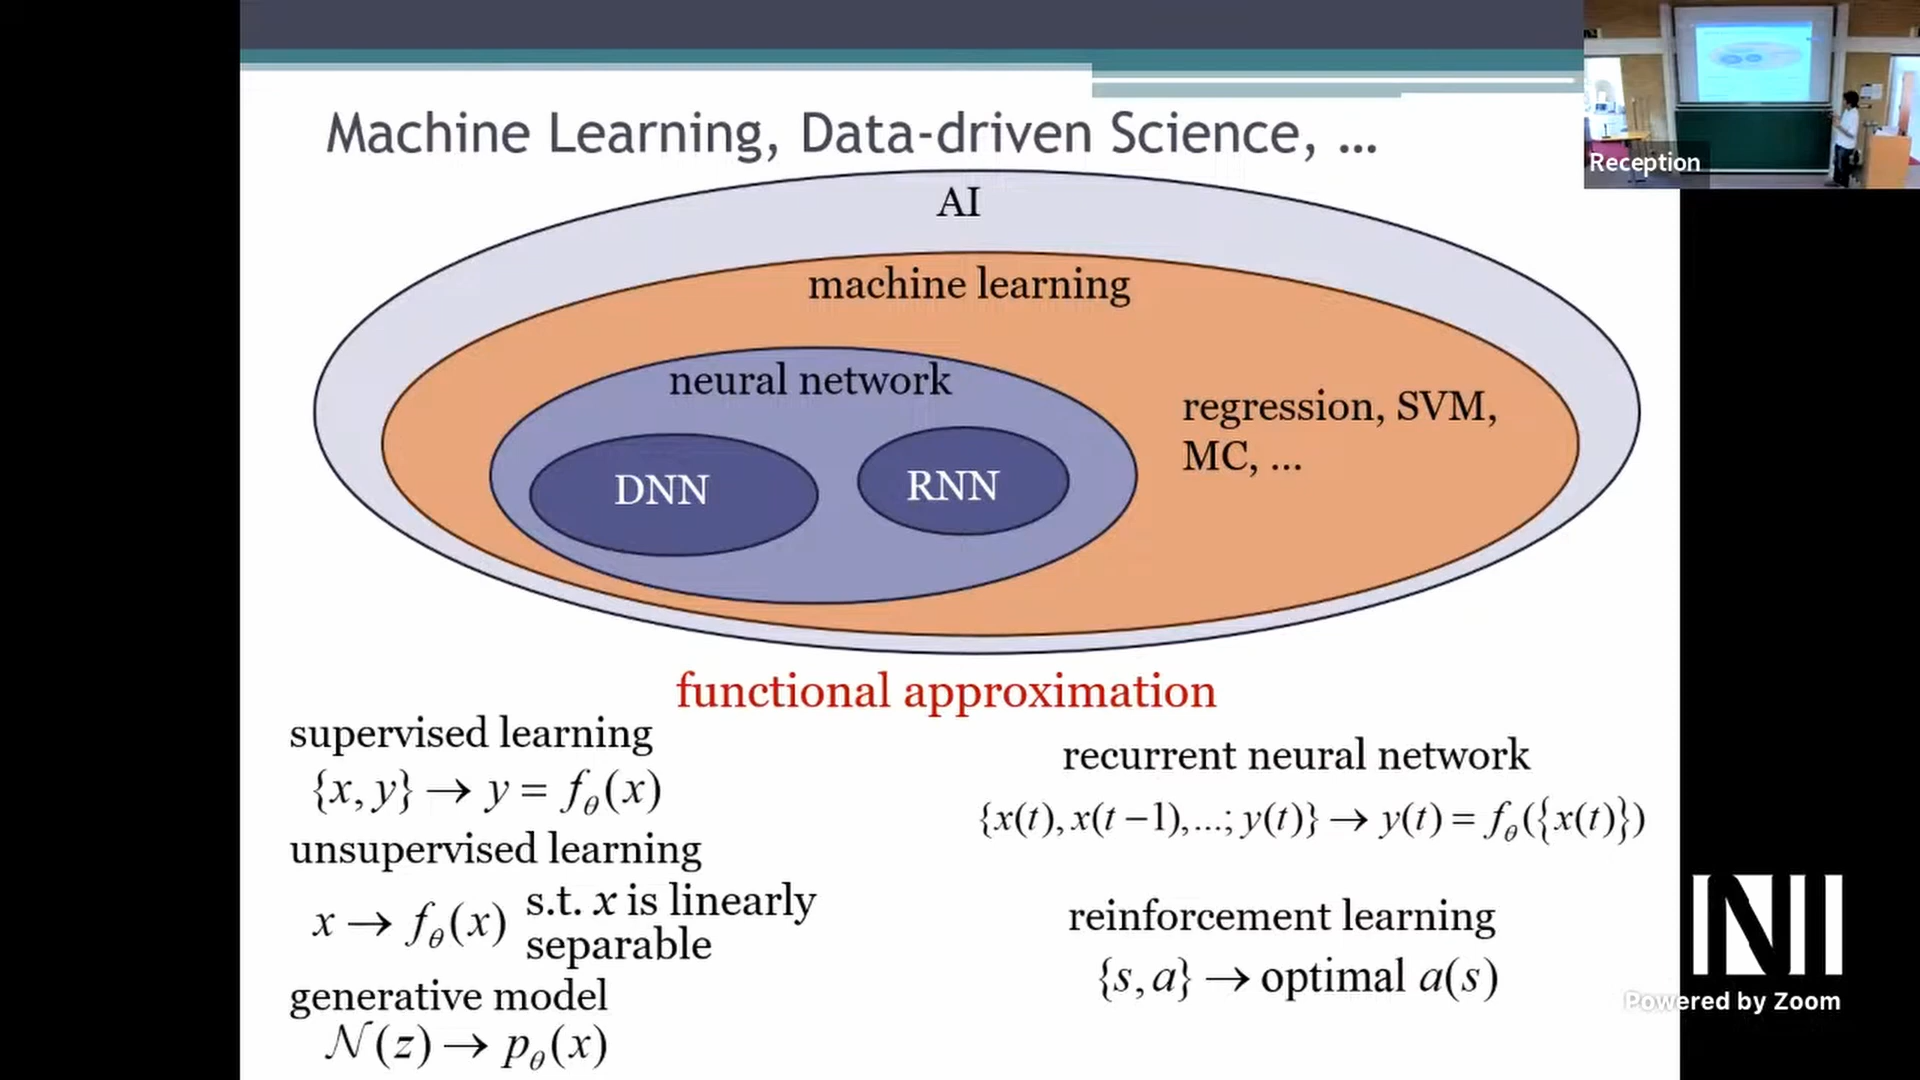 Machine Learning, Data-driven Science, ...
Reception
AI
machine learning
neural network
regression, SVM,
MC, ...
DNN
RNN
functional approximation
supervised learning
{x, y} → y = f_θ(x)
unsupervised learning
x → f_θ(x) s.t. x is linearly
separable
generative model
𝒩(z) → p_θ(x)
recurrent neural network
{x(t), x(t−1),...; y(t)} → y(t) = f_θ({x(t)})
reinforcement learning
{s, a} → optimal a(s)
NI
Powered by Zoom